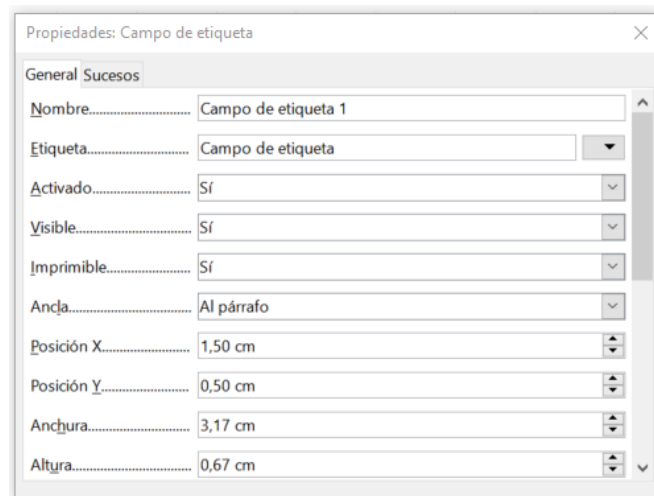 Propiedades: Campo de etiqueta
General Sucesos
Nombre.............................. Campo de etiqueta 1
Etiqueta............................. Campo de etiqueta
Activado............................ Sí
Visible................................. Sí
Imprimible........................ Sí
Ancla.................................. Al párrafo
Posición X......................... 1,50 cm
Posición Y......................... 0,50 cm
Anchura............................. 3,17 cm
Altura.................................. 0,67 cm